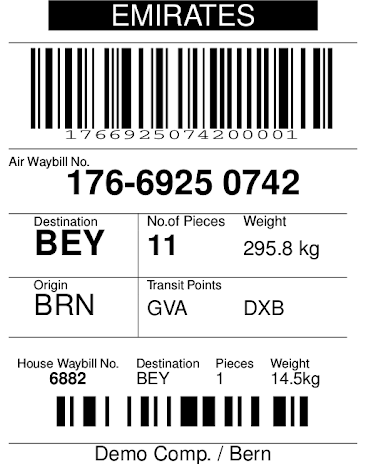 EMIRATES
1766925074200001
Air Waybill No.
176-6925 0742
Destination No.of Pieces Weight
BEY 11 295.8 kg
Origin Transit Points
BRN GVA DXB
House Waybill No. Destination Pieces Weight
6882 BEY 1 14.5kg
Demo Comp. / Bern